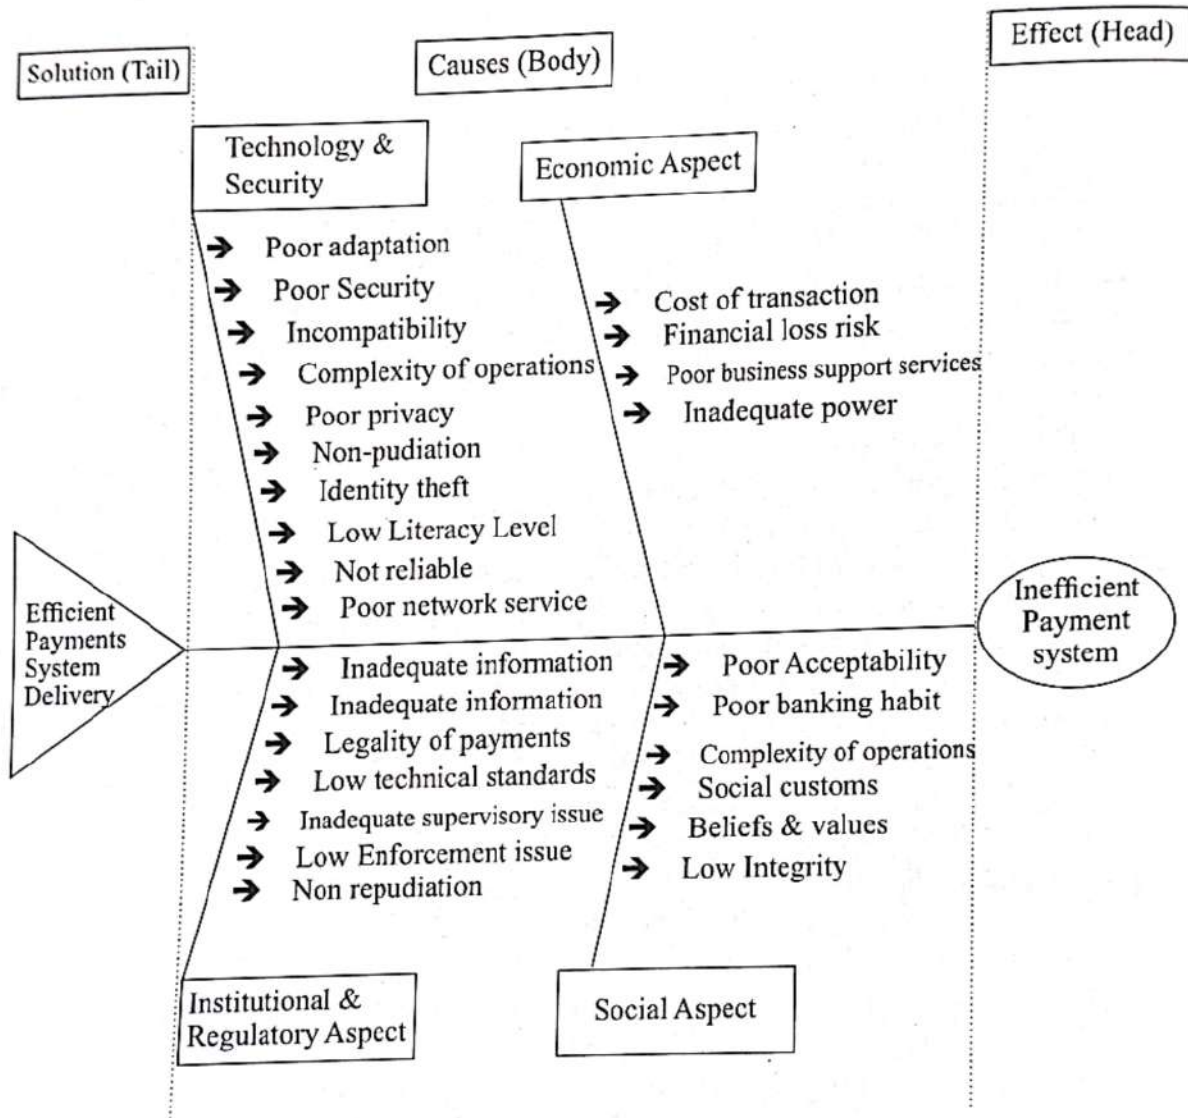 Solution (Tail)
Causes (Body)
Effect (Head)
Technology &
Security
Economic Aspect
Poor adaptation
Poor Security
Incompatibility
Complexity of operations
Poor privacy
Non-pudiation
Identity theft
Low Literacy Level
Not reliable
Poor network service
Cost of transaction
Financial loss risk
Poor business support services
Inadequate power
Efficient
Payments
System
Delivery
Inefficient
Payment
system
Inadequate information
Inadequate information
Legality of payments
Low technical standards
Inadequate supervisory issue
Low Enforcement issue
Non repudiation
Poor Acceptability
Poor banking habit
Complexity of operations
Social customs
Beliefs & values
Low Integrity
Institutional &
Regulatory Aspect
Social Aspect